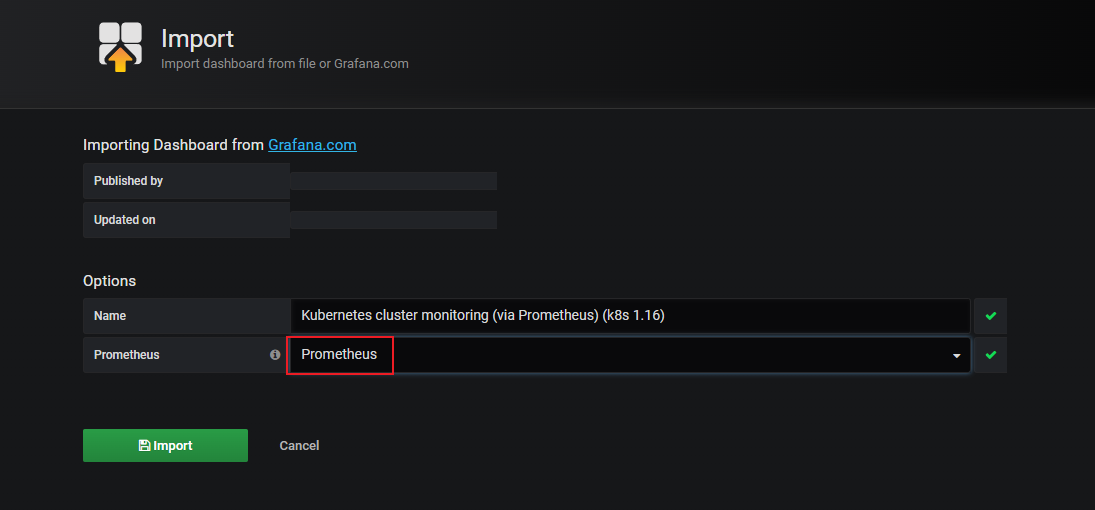 Import
Import dashboard from file or Grafana.com
Importing Dashboard from Grafana.com
Published by
Updated on
Options
Name Kubernetes cluster monitoring (via Prometheus) (k8s 1.16)
Prometheus Prometheus
Import Cancel